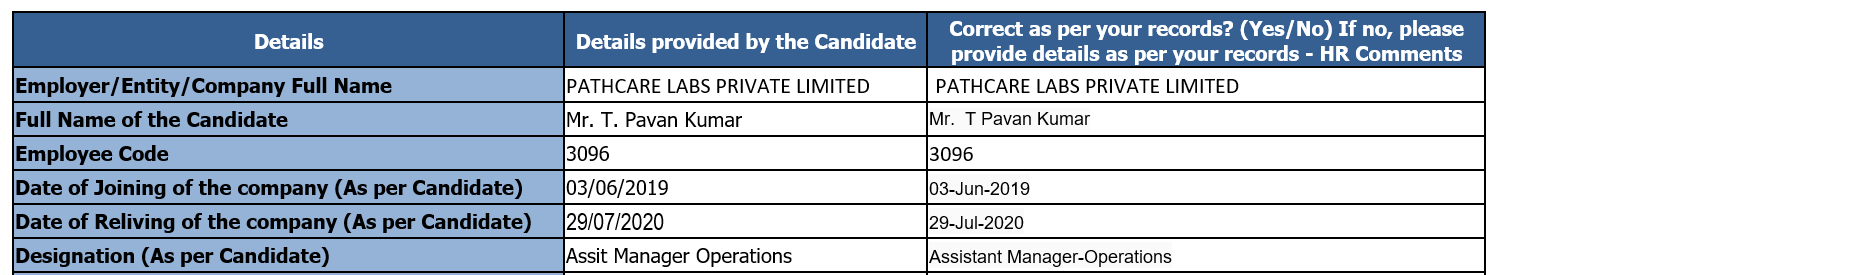 Details Details provided by the Candidate Correct as per your records? (Yes/No) If no, please
provide details as per your records - HR Comments
Employer/Entity/Company Full Name PATHCARE LABS PRIVATE LIMITED PATHCARE LABS PRIVATE LIMITED
Full Name of the Candidate Mr. T. Pavan Kumar Mr. T Pavan Kumar
Employee Code 3096 3096
Date of Joining of the company (As per Candidate) 03/06/2019 03-Jun-2019
Date of Reliving of the company (As per Candidate) 29/07/2020 29-Jul-2020
Designation (As per Candidate) Assit Manager Operations Assistant Manager-Operations